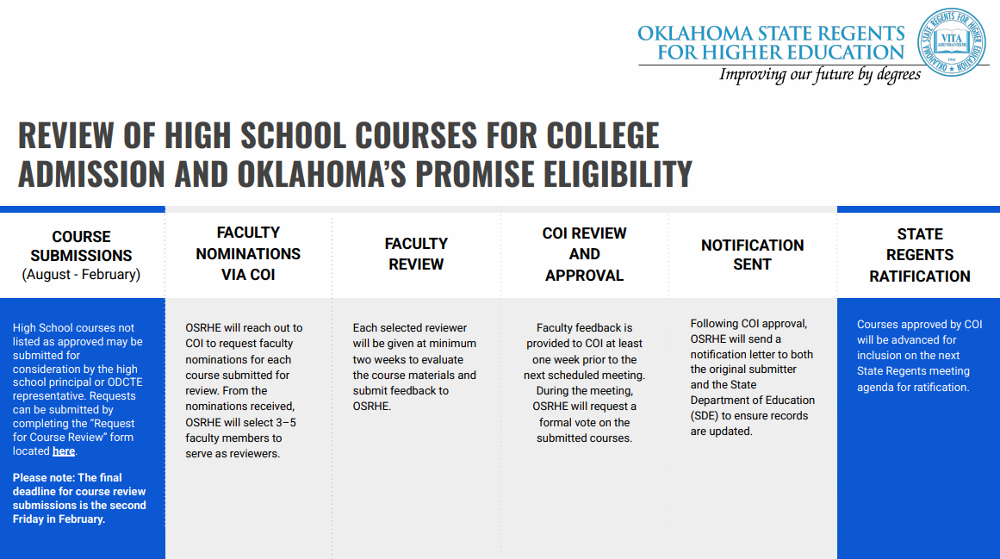 OKLAHOMA STATE REGENTS
FOR HIGHER EDUCATION
Improving our future by degrees
STATE REGENTS FOR HIGHER EDUCATION
OKLAHOMA
VITA
ABUNDANTIOR
1941
REVIEW OF HIGH SCHOOL COURSES FOR COLLEGE
ADMISSION AND OKLAHOMA'S PROMISE ELIGIBILITY
COURSE
SUBMISSIONS
(August - February)
High School courses not
listed as approved may be
submitted for
consideration by the high
school principal or ODCTE
representative. Requests
can be submitted by
completing the “Request
for Course Review” form
located here.
Please note: The final
deadline for course review
submissions is the second
Friday in February.
FACULTY
NOMINATIONS
VIA COI
OSRHE will reach out to
COI to request faculty
nominations for each
course submitted for
review. From the
nominations received,
OSRHE will select 3–5
faculty members to
serve as reviewers.
FACULTY
REVIEW
Each selected reviewer
will be given at minimum
two weeks to evaluate
the course materials and
submit feedback to
OSRHE.
COI REVIEW
AND
APPROVAL
Faculty feedback is
provided to COI at least
one week prior to the
next scheduled meeting.
During the meeting,
OSRHE will request a
formal vote on the
submitted courses.
NOTIFICATION
SENT
Following COI approval,
OSRHE will send a
notification letter to both
the original submitter
and the State
Department of Education
(SDE) to ensure records
are updated.
STATE
REGENTS
RATIFICATION
Courses approved by COI
will be advanced for
inclusion on the next
State Regents meeting
agenda for ratification.